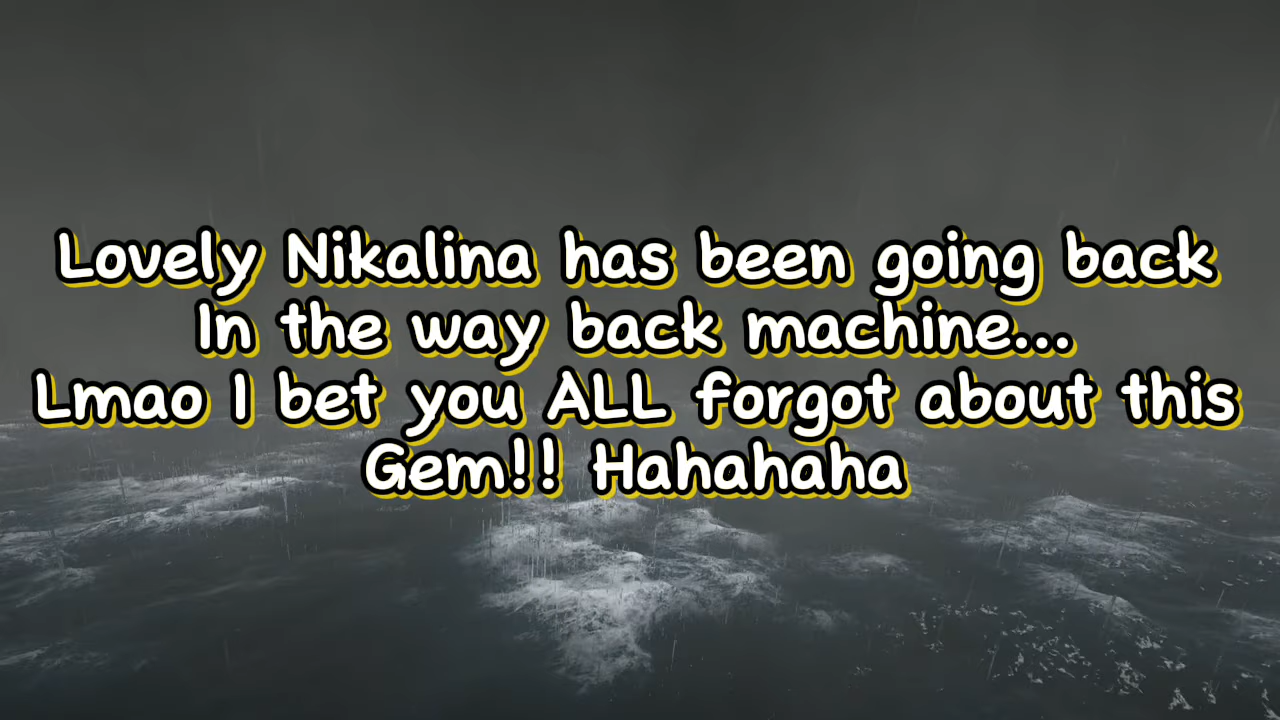 Lovely Nikalina has been going back
In the way back machine...
Lmao I bet you ALL forgot about this
Gem!! Hahahaha